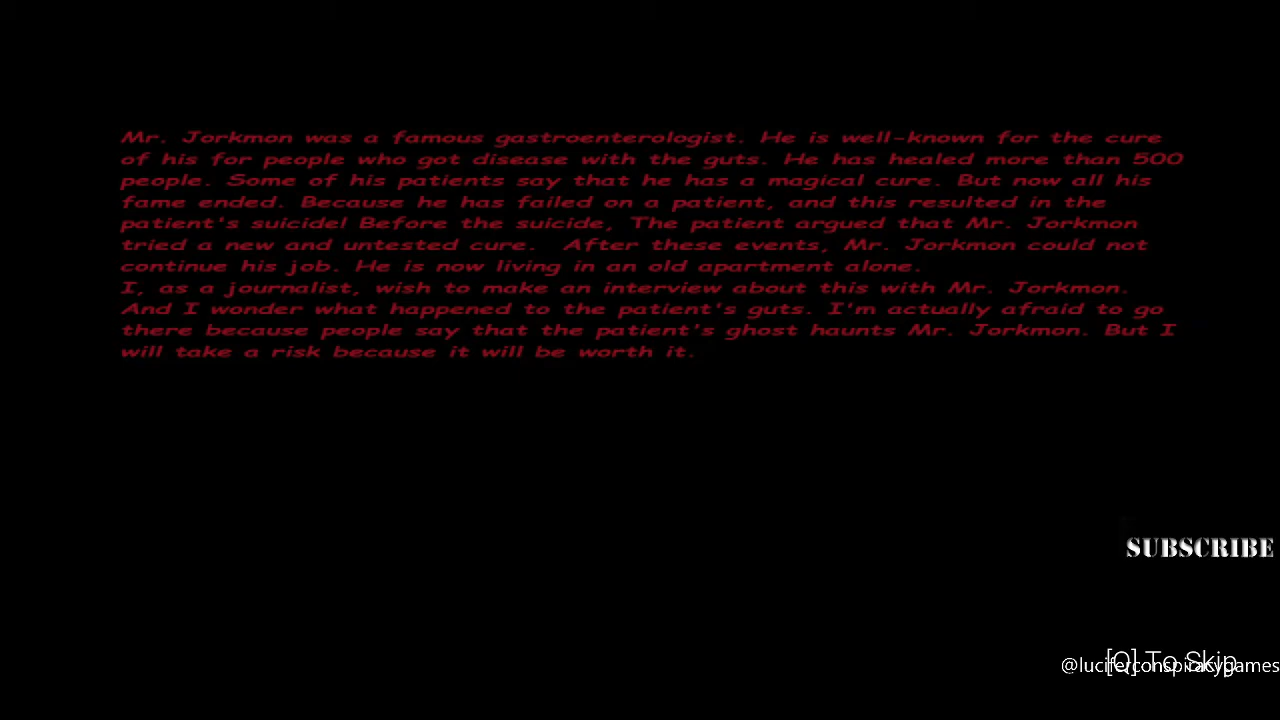 Mr. Jorkmon was a famous gastroenterologist. He is well-known for the cure
of his for people who got disease with the guts. He has healed more than 500
people. Some of his patients say that he has a magical cure. But now all his
fame ended. Because he has failed on a patient, and this resulted in the
patient's suicide! Before the suicide, The patient argued that Mr. Jorkmon
tried a new and untested cure.  After these events, Mr. Jorkmon could not
continue his job. He is now living in an old apartment alone.
I, as a journalist, wish to make an interview about this with Mr. Jorkmon.
And I wonder what happened to the patient's guts. I'm actually afraid to go
there because people say that the patient's ghost haunts Mr. Jorkmon. But I
will take a risk because it will be worth it.
SUBSCRIBE
[Q] To Skip
@luciferconspiracygames